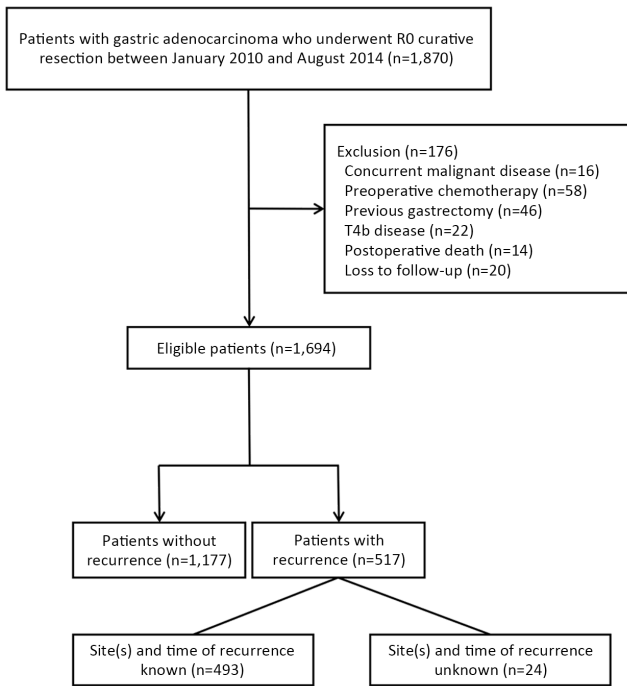 Patients with gastric adenocarcinoma who underwent R0 curative
resection between January 2010 and August 2014 (n=1,870)
Exclusion (n=176)
Concurrent malignant disease (n=16)
Preoperative chemotherapy (n=58)
Previous gastrectomy (n=46)
T4b disease (n=22)
Postoperative death (n=14)
Loss to follow-up (n=20)
Eligible patients (n=1,694)
Patients without
recurrence (n=1,177)
Patients with
recurrence (n=517)
Site(s) and time of recurrence
known (n=493)
Site(s) and time of recurrence
unknown (n=24)